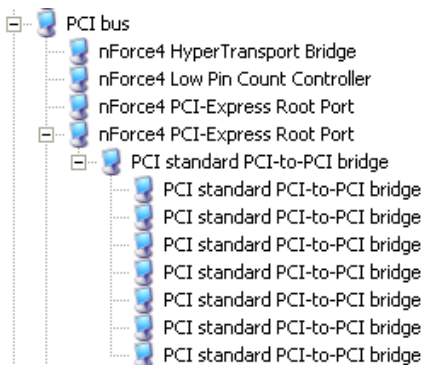 PCI bus
nForce4 HyperTransport Bridge
nForce4 Low Pin Count Controller
nForce4 PCI-Express Root Port
nForce4 PCI-Express Root Port
PCI standard PCI-to-PCI bridge
PCI standard PCI-to-PCI bridge
PCI standard PCI-to-PCI bridge
PCI standard PCI-to-PCI bridge
PCI standard PCI-to-PCI bridge
PCI standard PCI-to-PCI bridge
PCI standard PCI-to-PCI bridge
PCI standard PCI-to-PCI bridge